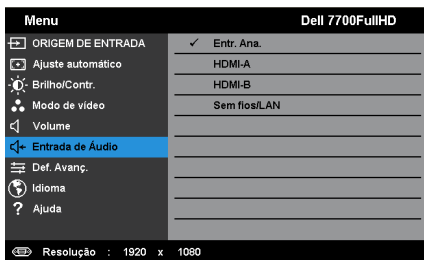 Menu
Dell 7700FullHD
ORIGEM DE ENTRADA
Ajuste automático
Brilho/Contr.
Modo de vídeo
Volume
Entrada de Áudio
Def. Avanç.
Idioma
Ajuda
✓ Entr. Ana.
HDMI-A
HDMI-B
Sem fios/LAN
Resolução : 1920 x 1080